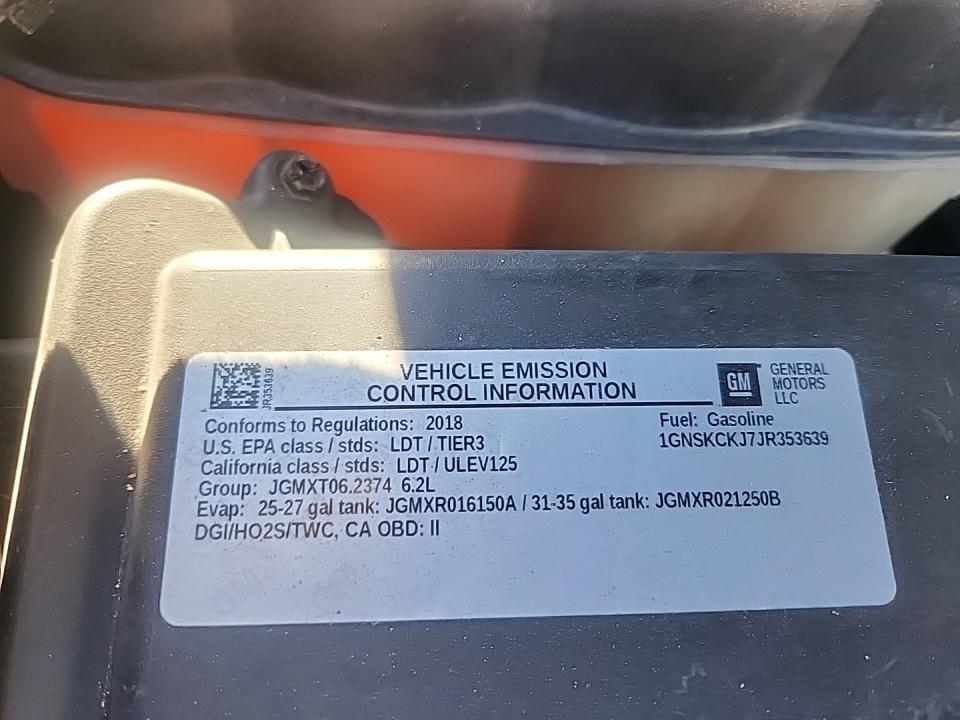 JR353639
VEHICLE EMISSION
CONTROL INFORMATION
GM
GENERAL
MOTORS
LLC
Conforms to Regulations: 2018
Fuel: Gasoline
U.S. EPA class / stds: LDT / TIER3
1GNSKCKJ7JR353639
California class / stds: LDT / ULEV125
Group: JGMXT06.2374 6.2L
Evap: 25-27 gal tank: JGMXR016150A / 31-35 gal tank: JGMXR021250B
DGI/HO2S/TWC, CA OBD: II